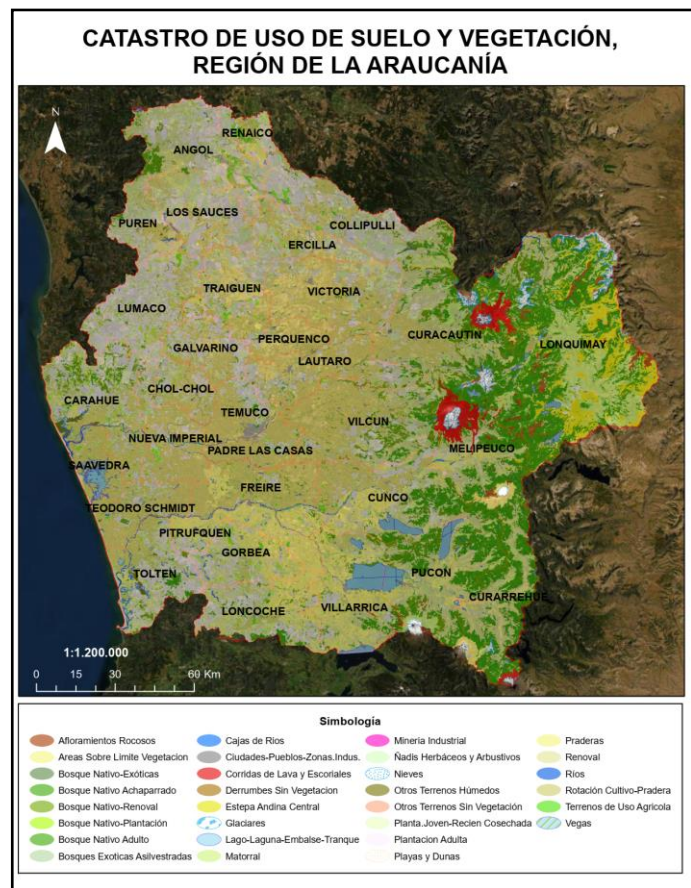 CATASTRO DE USO DE SUELO Y VEGETACIÓN,
REGIÓN DE LA ARAUCANÍA
N
RENAICO
ANGOL
LOS SAUCES
PUREN
COLLIPULLI
ERCILLA
TRAIGUEN
VICTORIA
LUMACO
CURACAUTIN
PERQUENCO
LONQUIMAY
GALVARINO
LAUTARO
CHOL-CHOL
CARAHUE
TEMUCO
VILCUN
NUEVA IMPERIAL
PADRE LAS CASAS
MELIPEUCO
SAAVEDRA
FREIRE
CUNCO
TEODORO SCHMIDT
PITRUFQUEN
GORBEA
TOLTEN
PUCON
CURARREHUE
LONCOCHE
VILLARRICA
1:1.200.000
0 15 30 60 Km
Simbología
Afloramientos Rocosos
Areas Sobre Limite Vegetacion
Bosque Nativo-Exóticas
Bosque Nativo Achaparrado
Bosque Nativo-Renoval
Bosque Nativo-Plantación
Bosque Nativo Adulto
Bosques Exoticas Asilvestradas
Cajas de Rios
Ciudades-Pueblos-Zonas.Indus.
Corridas de Lava y Escoriales
Derrumbes Sin Vegetacion
Estepa Andina Central
Glaciares
Lago-Laguna-Embalse-Tranque
Matorral
Minería Industrial
Ñadis Herbáceos y Arbustivos
Nieves
Otros Terrenos Húmedos
Otros Terrenos Sin Vegetación
Planta.Joven-Recien Cosechada
Plantacion Adulta
Playas y Dunas
Praderas
Renoval
Ríos
Rotación Cultivo-Pradera
Terrenos de Uso Agricola
Vegas